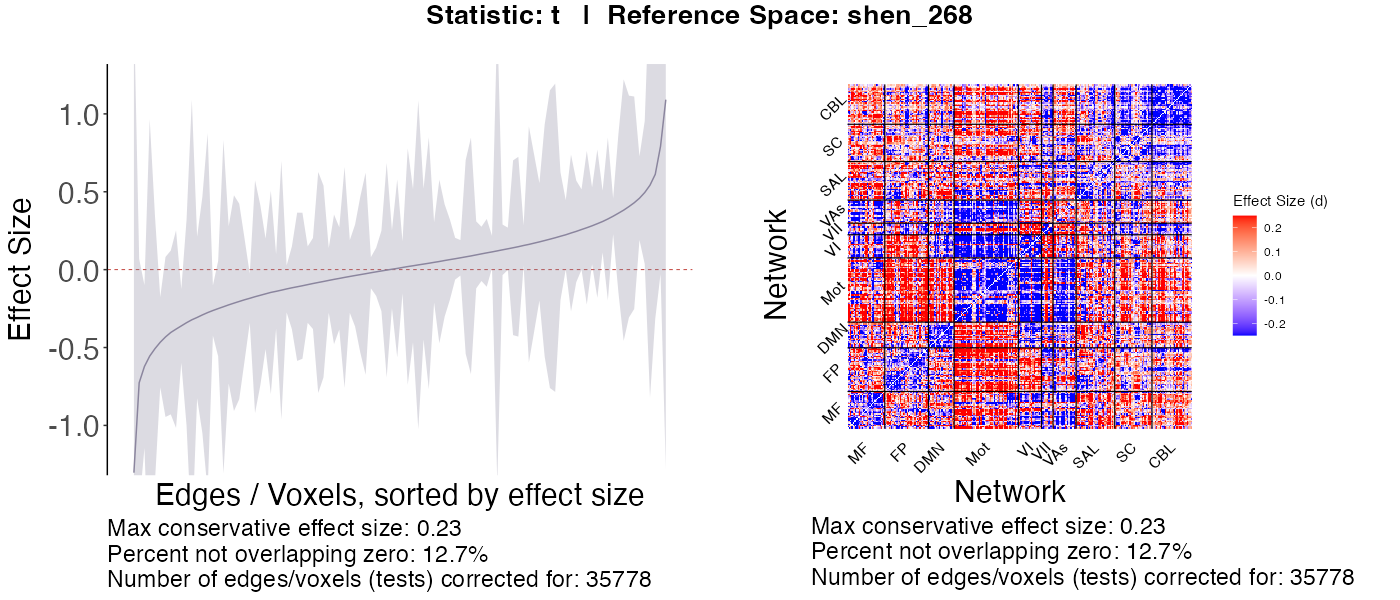 Statistic: t | Reference Space: shen_268
Effect Size
1.0
0.5
0.0
-0.5
-1.0
Edges / Voxels, sorted by effect size
Max conservative effect size: 0.23
Percent not overlapping zero: 12.7%
Number of edges/voxels (tests) corrected for: 35778
Network
CBL
SC
SAL
VAs
VII
VI
Mot
DMN
FP
MF
MF
FP
DMN
Mot
VI
VII
VAs
SAL
SC
CBL
Network
Max conservative effect size: 0.23
Percent not overlapping zero: 12.7%
Number of edges/voxels (tests) corrected for: 35778
Effect Size (d)
0.2
0.1
0.0
-0.1
-0.2